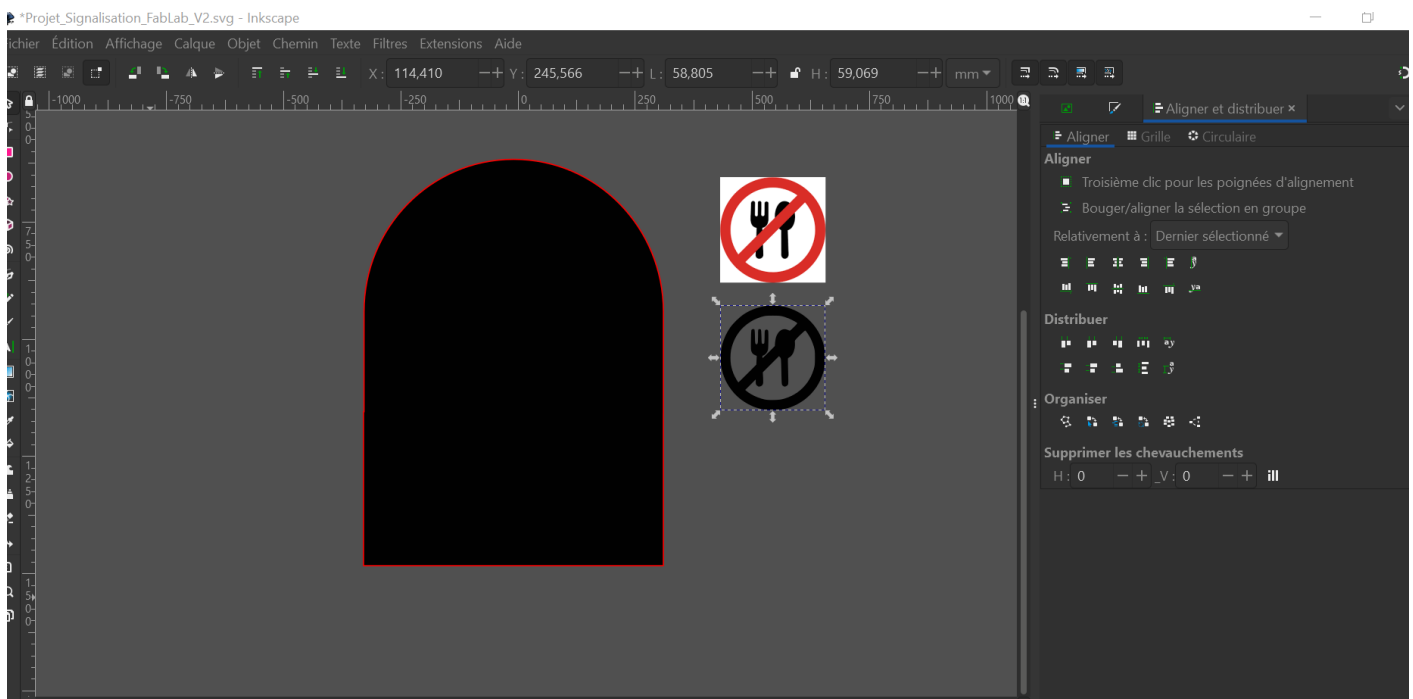 *Projet_Signalisation_FabLab_V2.svg - Inkscape
ichier Édition Affichage Calque Objet Chemin Texte Filtres Extensions Aide
X : 114,410 Y : 245,566 L : 58,805 H : 59,069 mm
-1000 -750 -500 -250 0 250 500 750 1000
Aligner et distribuer
Aligner Grille Circulaire
Aligner
Troisième clic pour les poignées d'alignement
Bouger/aligner la sélection en groupe
Relativement à : Dernier sélectionné
Distribuer
Organiser
Supprimer les chevauchements
H : 0 _V : 0